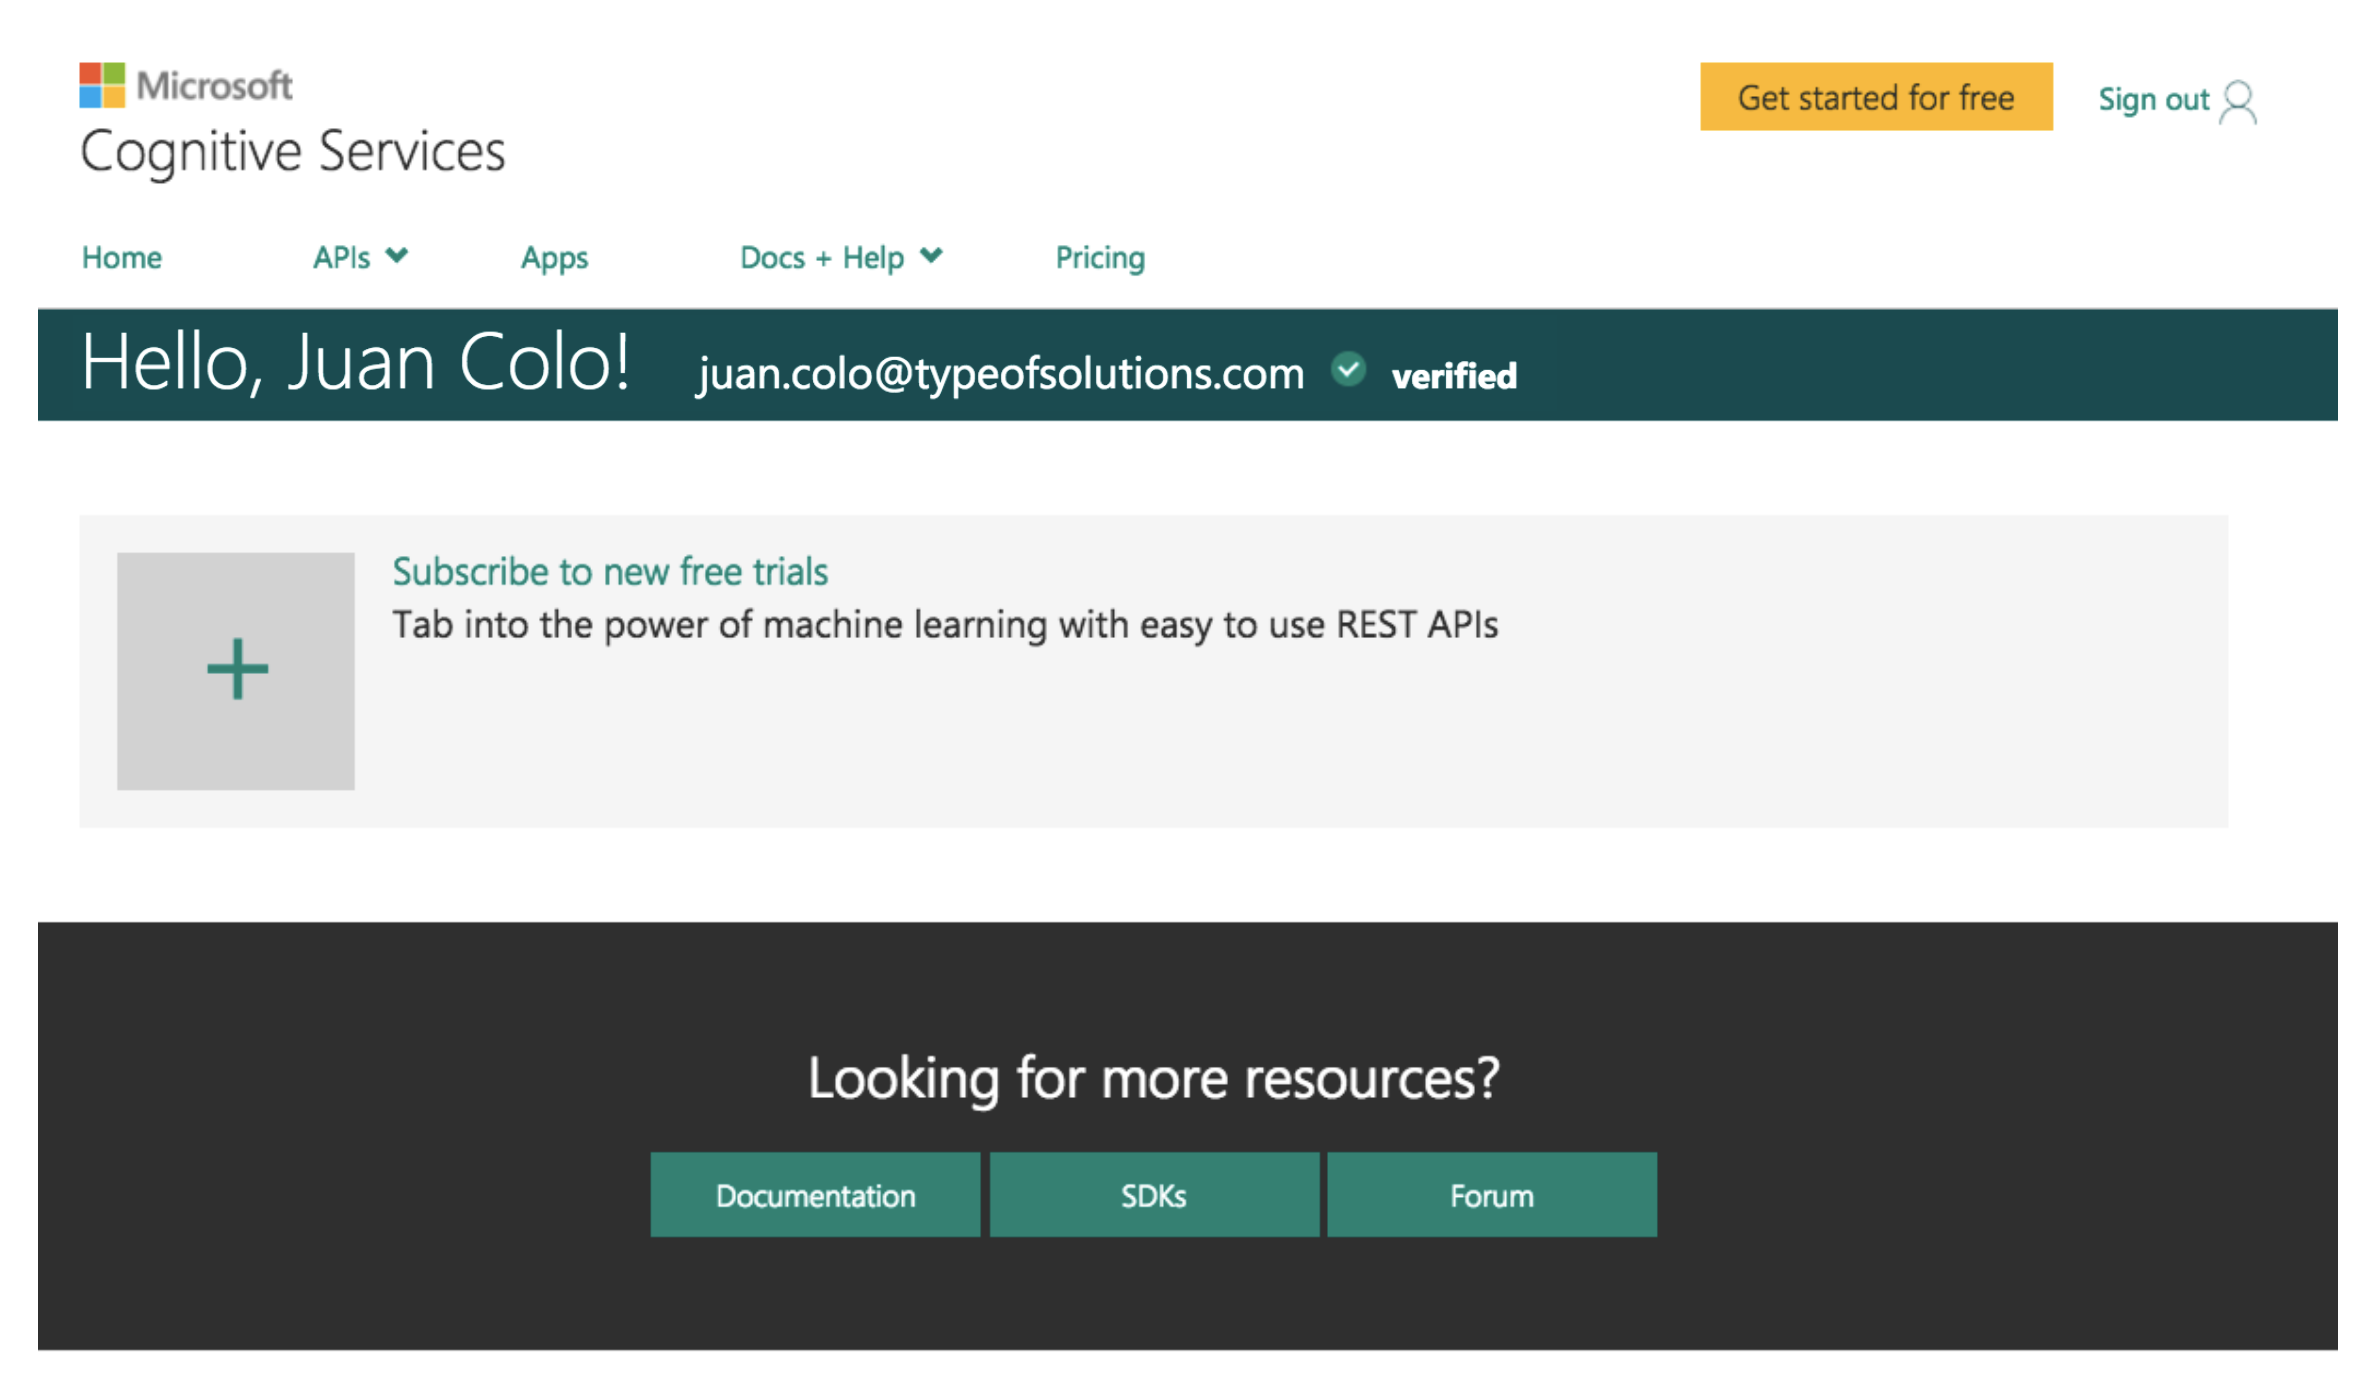 Microsoft
Cognitive Services
Get started for free
Sign out
Home APIs Apps Docs + Help Pricing
Hello, Juan Colo! juan.colo@typeofsolutions.com verified
Subscribe to new free trials
Tab into the power of machine learning with easy to use REST APIs
Looking for more resources?
Documentation SDKs Forum